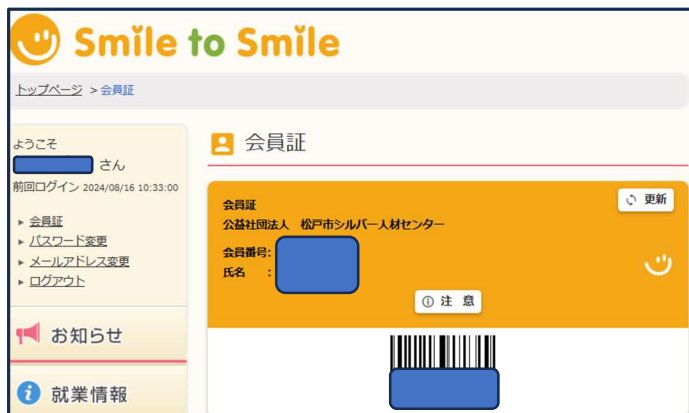 Smile to Smile
トップページ > 会員証
ようこそ
さん
前回ログイン 2024/08/16 10:33:00
▶ 会員証
▶ パスワード変更
▶ メールアドレス変更
▶ ログアウト
お知らせ
就業情報
会員証
会員証
更新
公益社団法人 松戸市シルバー人材センター
会員番号:
氏名 :
注 意